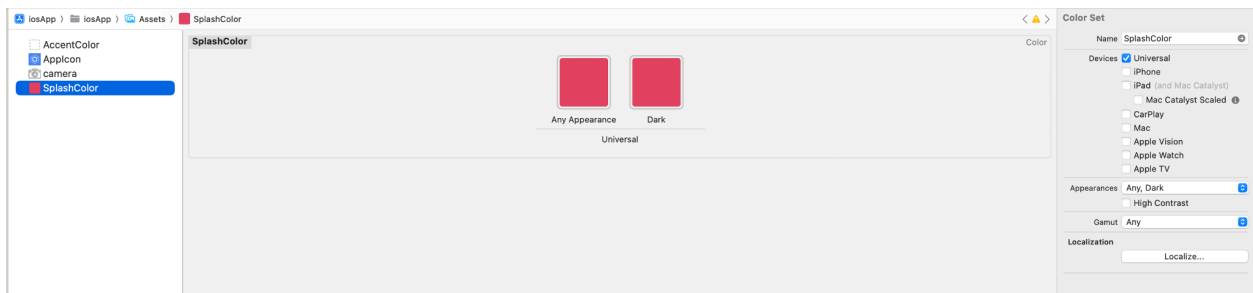 iosApp 〉 iosApp 〉 Assets 〉 SplashColor
AccentColor
AppIcon
camera
SplashColor
SplashColor
Color
Any Appearance
Dark
Universal
Color Set
Name SplashColor
Devices Universal
iPhone
iPad (and Mac Catalyst)
Mac Catalyst Scaled
CarPlay
Mac
Apple Vision
Apple Watch
Apple TV
Appearances Any, Dark
High Contrast
Gamut Any
Localization
Localize...